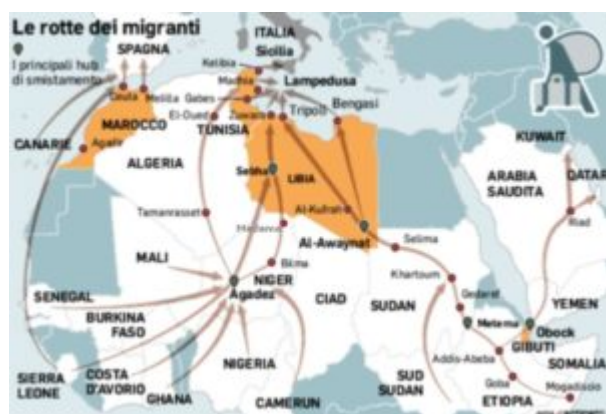 Le rotte dei migranti
I principali hub
di smistamento
SPAGNA
ITALIA
Sicilia
Kelibia
Lampedusa
Ceuta
Melilla
Gabes
Zuwara
Tripoli
Bengasi
El-Oued
TUNISIA
MAROCCO
CANARIE
Agadir
ALGERIA
Sebha
LIBIA
Al-Kufrah
Al-Awaynat
KUWAIT
ARABIA
SAUDITA
QATAR
Riad
Tamanrasset
Selima
MALI
NIGER
Bilma
Agadez
Khartoum
CIAD
SUDAN
Gedaref
Metema
YEMEN
Obock
GIBUTI
SENEGAL
BURKINA
FASO
SIERRA
LEONE
COSTA
D'AVORIO
GHANA
NIGERIA
CAMERUN
SUD
SUDAN
Addis-Abeba
Goba
ETIOPIA
SOMALIA
Mogadiscio